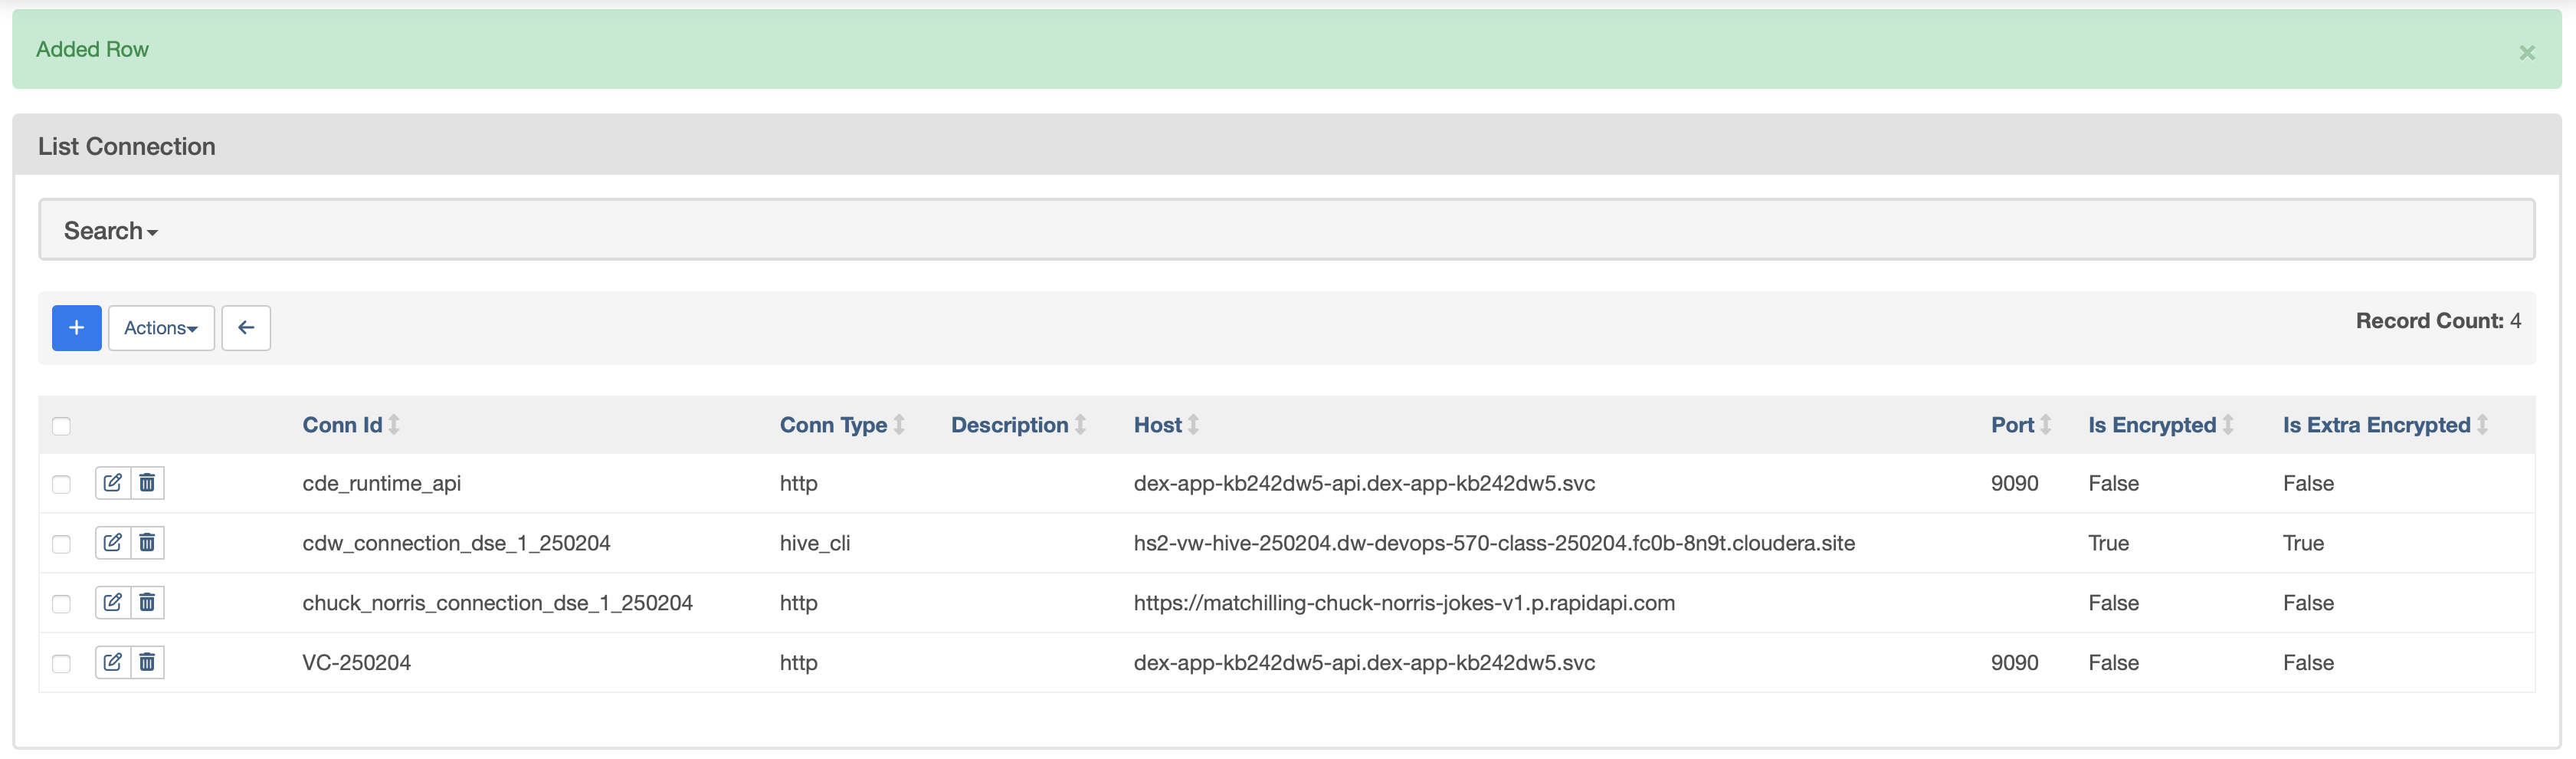 Added Row ×
List Connection
Search
+ Actions Record Count: 4
Conn Id Conn Type Description Host Port Is Encrypted Is Extra Encrypted
cde_runtime_api http dex-app-kb242dw5-api.dex-app-kb242dw5.svc 9090 False False
cdw_connection_dse_1_250204 hive_cli hs2-vw-hive-250204.dw-devops-570-class-250204.fc0b-8n9t.cloudera.site True True
chuck_norris_connection_dse_1_250204 http https://matchilling-chuck-norris-jokes-v1.p.rapidapi.com False False
VC-250204 http dex-app-kb242dw5-api.dex-app-kb242dw5.svc 9090 False False